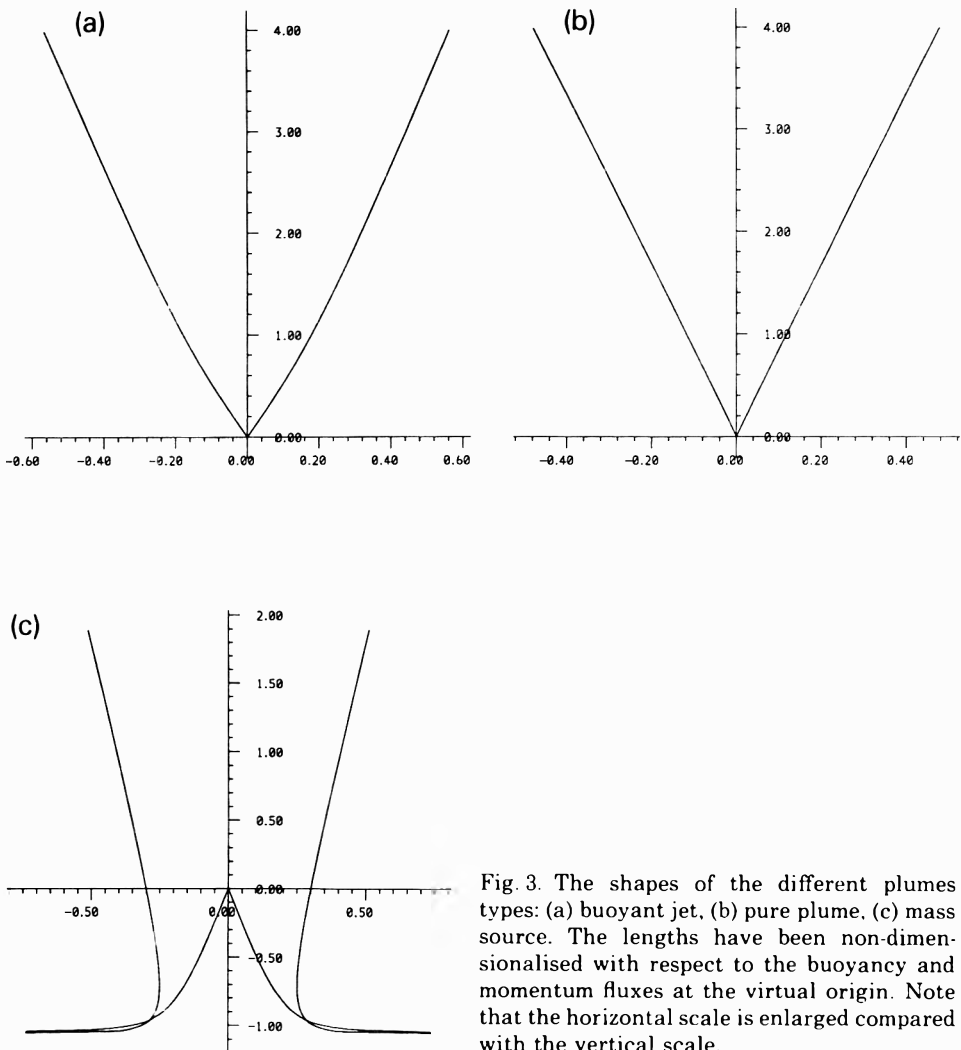 (a)
4.00
3.00
2.00
1.00
0.00
-0.60 -0.40 -0.20 0.00 0.20 0.40 0.60
(b)
4.00
3.00
2.00
1.00
0.00
-0.40 -0.20 0.00 0.20 0.40
(c)
2.00
1.50
1.00
0.50
0.00
-0.50 0.00 0.50
-0.50
-1.00
Fig. 3. The shapes of the different plumes
types: (a) buoyant jet, (b) pure plume, (c) mass
source. The lengths have been non-dimen-
sionalised with respect to the buoyancy and
momentum fluxes at the virtual origin. Note
that the horizontal scale is enlarged compared
with the vertical scale